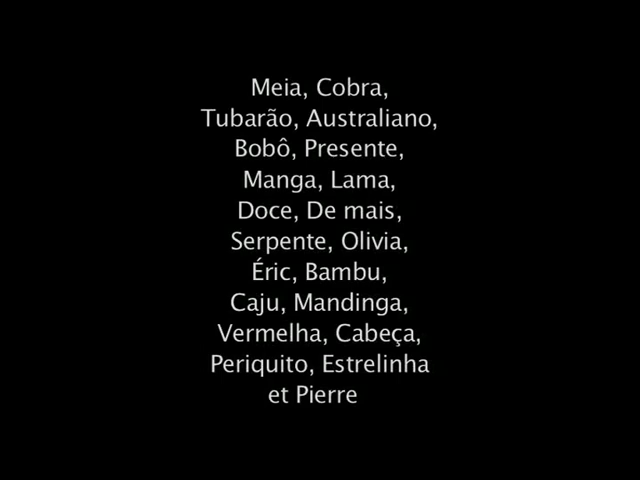 Meia, Cobra,
Tubarão, Australiano,
Bobô, Presente,
Manga, Lama,
Doce, De mais,
Serpente, Olivia,
Éric, Bambu,
Caju, Mandinga,
Vermelha, Cabeça,
Periquito, Estrelinha
et Pierre